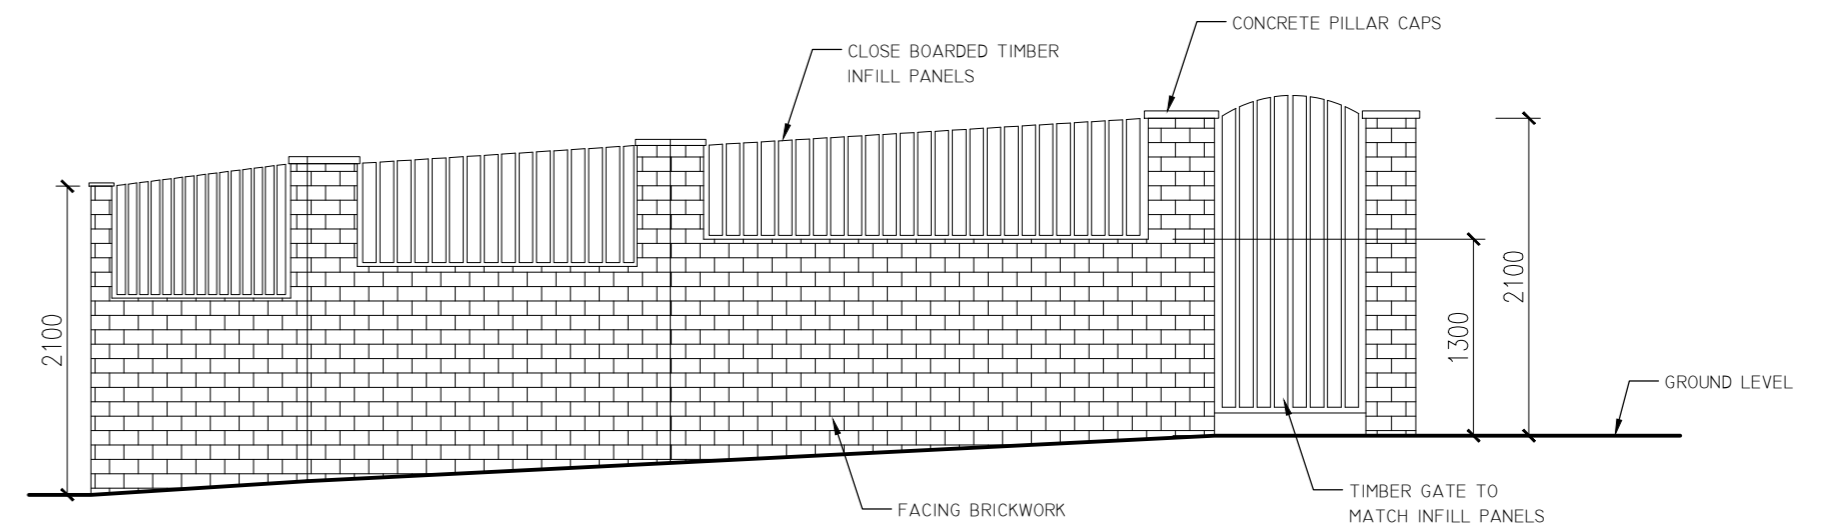 CONCRETE PILLAR CAPS
CLOSE BOARDED TIMBER
INFILL PANELS
2100
2100
1300
GROUND LEVEL
FACING BRICKWORK
TIMBER GATE TO
MATCH INFILL PANELS